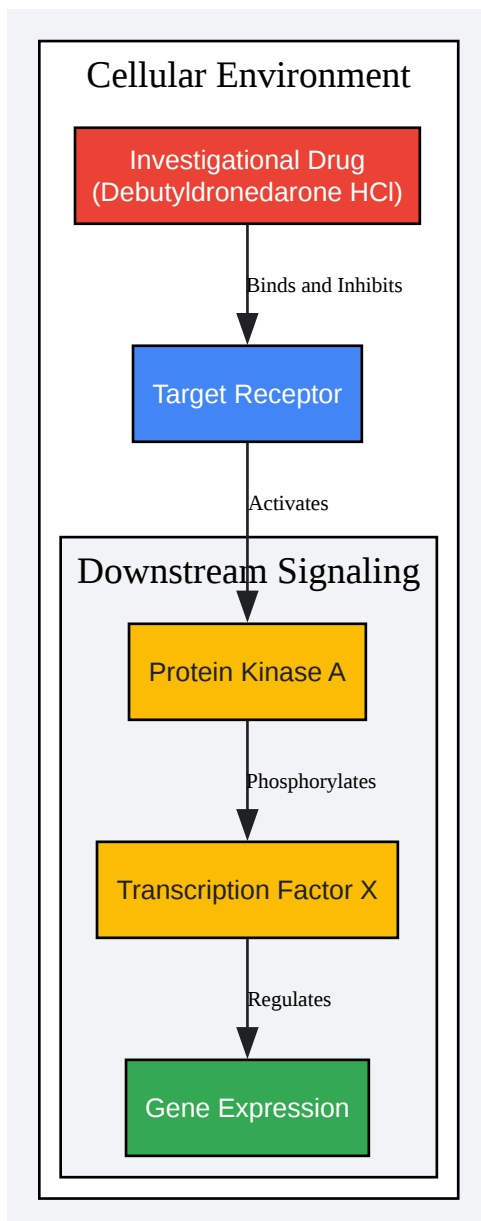 Cellular Environment
Investigational Drug
(Debutyldronedarone HCl)
Binds and Inhibits
Target Receptor
Activates
Downstream Signaling
Protein Kinase A
Phosphorylates
Transcription Factor X
Regulates
Gene Expression